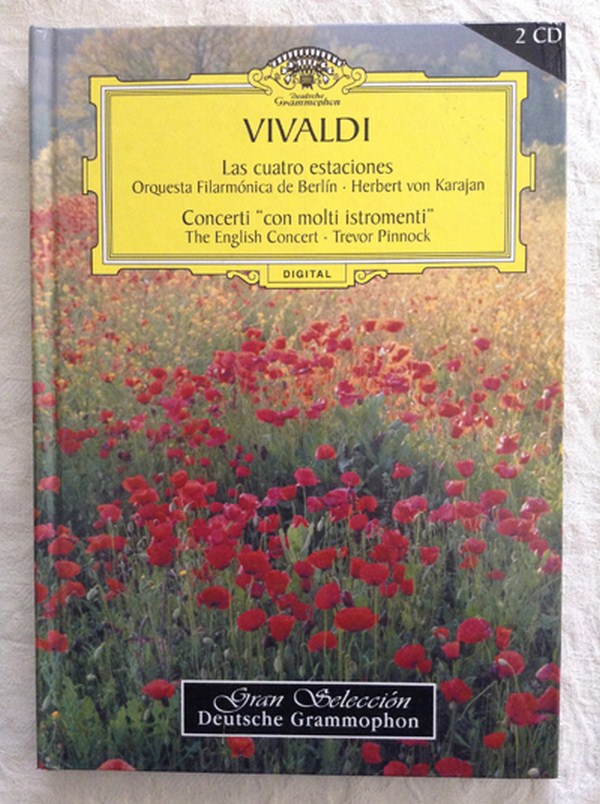 2 CD
Deutsche
Grammophon
VIVALDI
Las cuatro estaciones
Orquesta Filarmónica de Berlín · Herbert von Karajan
Concerti "con molti istromenti"
The English Concert · Trevor Pinnock
DIGITAL
Gran Selección
Deutsche Grammophon